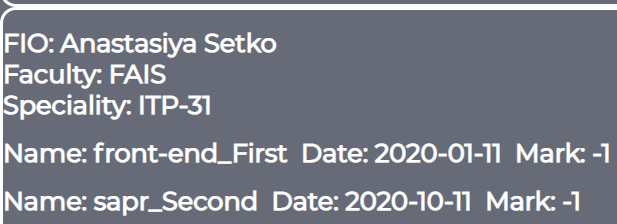 FIO: Anastasiya Setko
Faculty: FAIS
Speciality: ITP-31
Name: front-end_First Date: 2020-01-11 Mark: -1
Name: sapr_Second Date: 2020-10-11 Mark: -1